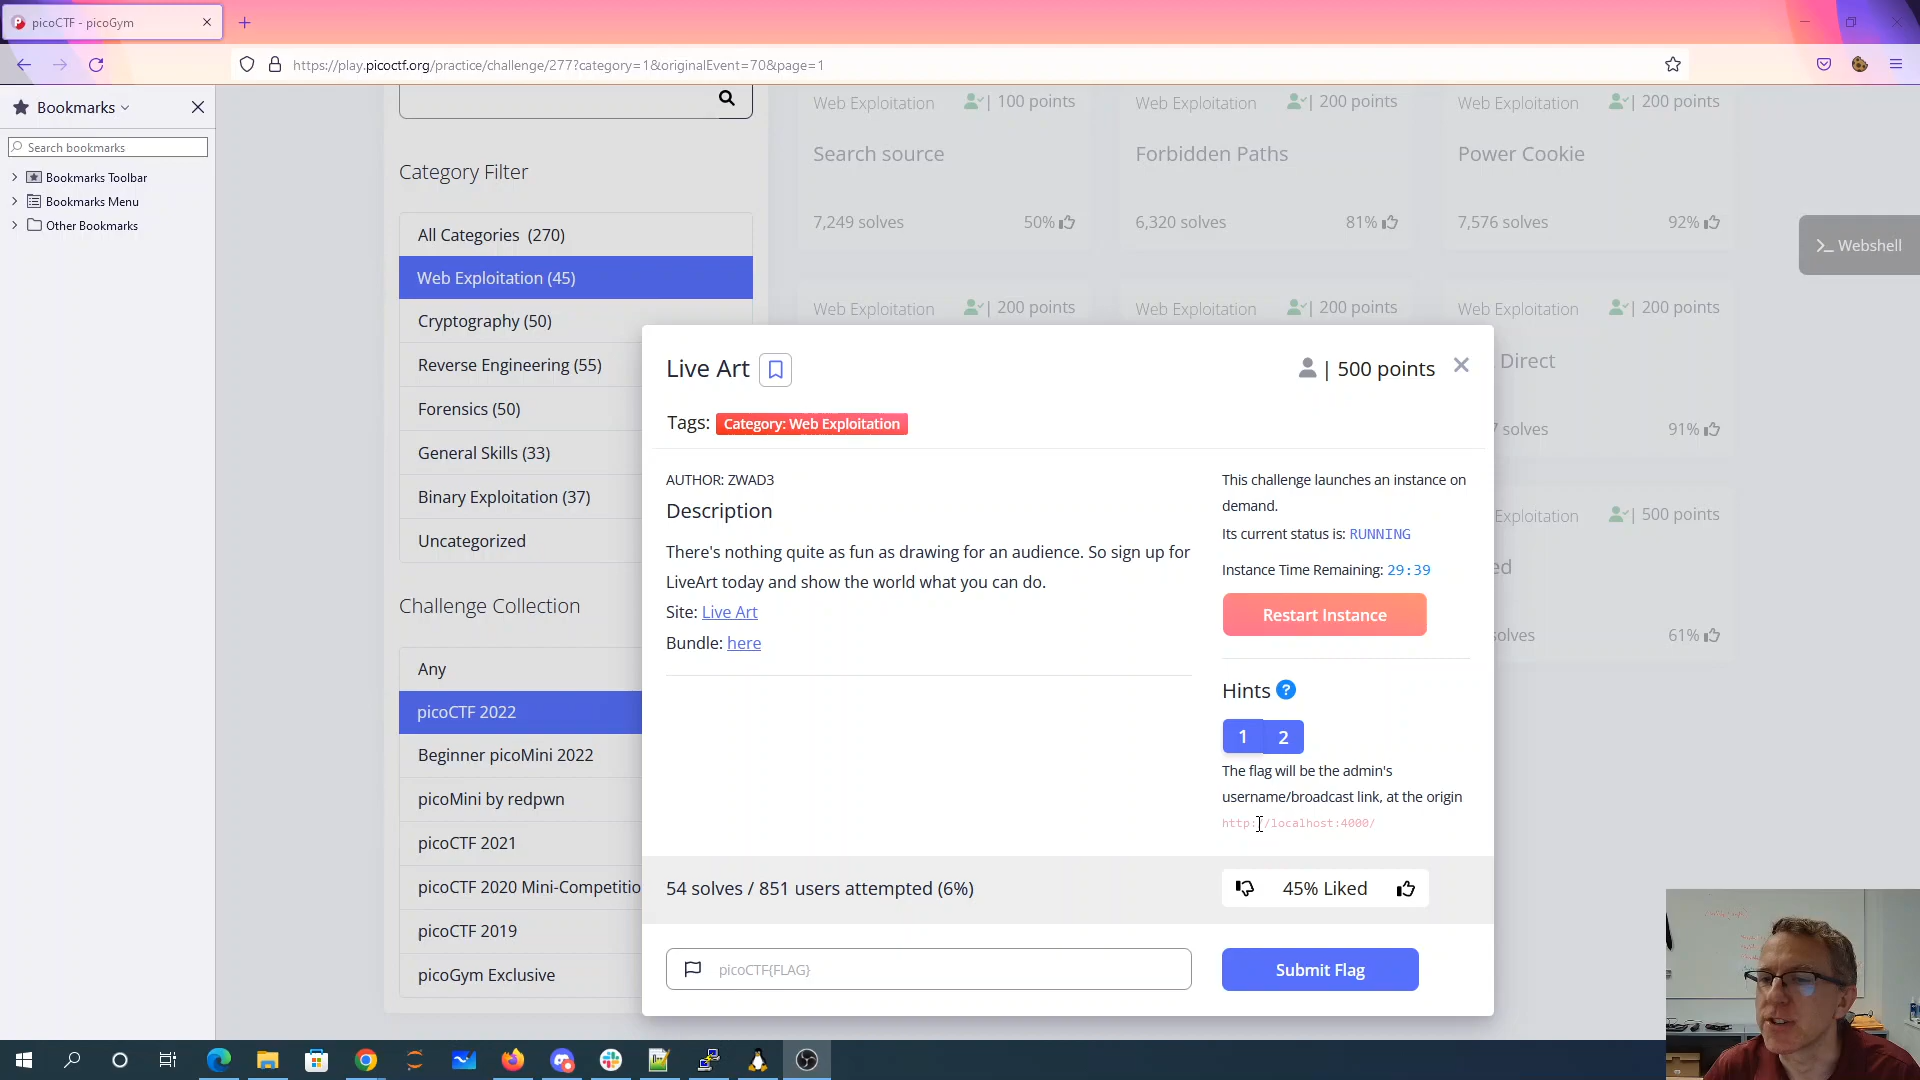 picoCTF - picoGym
https://play.picoctf.org/practice/challenge/277?category=1&originalEvent=70&page=1
Bookmarks
Search bookmarks
Bookmarks Toolbar
Bookmarks Menu
Other Bookmarks
Category Filter
All Categories (270)
Web Exploitation (45)
Cryptography (50)
Reverse Engineering (55)
Forensics (50)
General Skills (33)
Binary Exploitation (37)
Uncategorized
Challenge Collection
Any
picoCTF 2022
Beginner picoMini 2022
picoMini by redpwn
picoCTF 2021
picoCTF 2020 Mini-Competitio
picoCTF 2019
picoGym Exclusive
Web Exploitation | 100 points
Search source
7,249 solves 50%
Web Exploitation | 200 points
Forbidden Paths
6,320 solves 81%
Web Exploitation | 200 points
Power Cookie
7,576 solves 92%
Web Exploitation | 200 points
Web Exploitation | 200 points
Web Exploitation | 200 points
Direct
7 solves 91%
Exploitation | 500 points
ed
solves 61%
>_ Webshell
Live Art
| 500 points
Tags: Category: Web Exploitation
AUTHOR: ZWAD3
Description
There's nothing quite as fun as drawing for an audience. So sign up for
LiveArt today and show the world what you can do.
Site: Live Art
Bundle: here
This challenge launches an instance on
demand.
Its current status is: RUNNING
Instance Time Remaining: 29:39
Restart Instance
Hints ?
1 2
The flag will be the admin's
username/broadcast link, at the origin
http://localhost:4000/
54 solves / 851 users attempted (6%)
45% Liked
picoCTF{FLAG}
Submit Flag